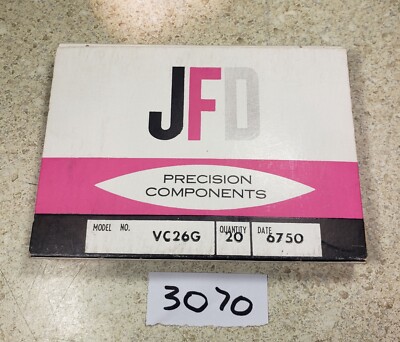 JFD
PRECISION
COMPONENTS
MODEL NO. VC26G QUANTITY 20 DATE 6750
3070